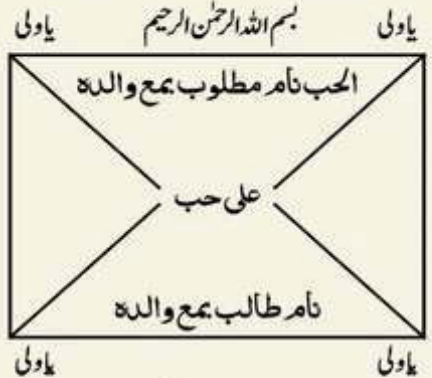 یاولی بسم اللہ الرحمٰن الرحیم یاولی
الحب نام مطلوب بمع والدہ
علی حب
نام طالب بمع والدہ
یاولی یاولی